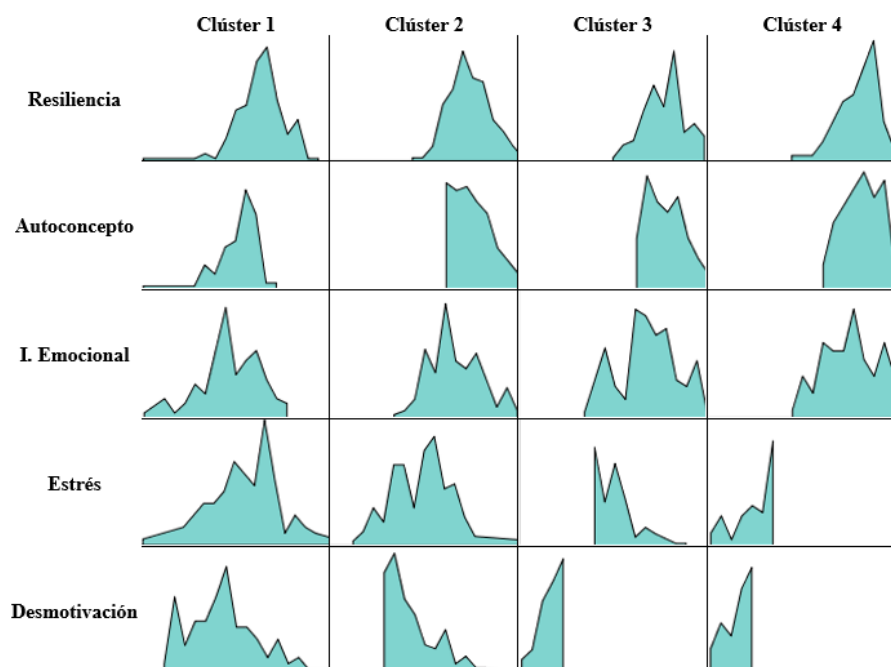 Clúster 1 Clúster 2 Clúster 3 Clúster 4
Resiliencia
Autoconcepto
I. Emocional
Estrés
Desmotivación